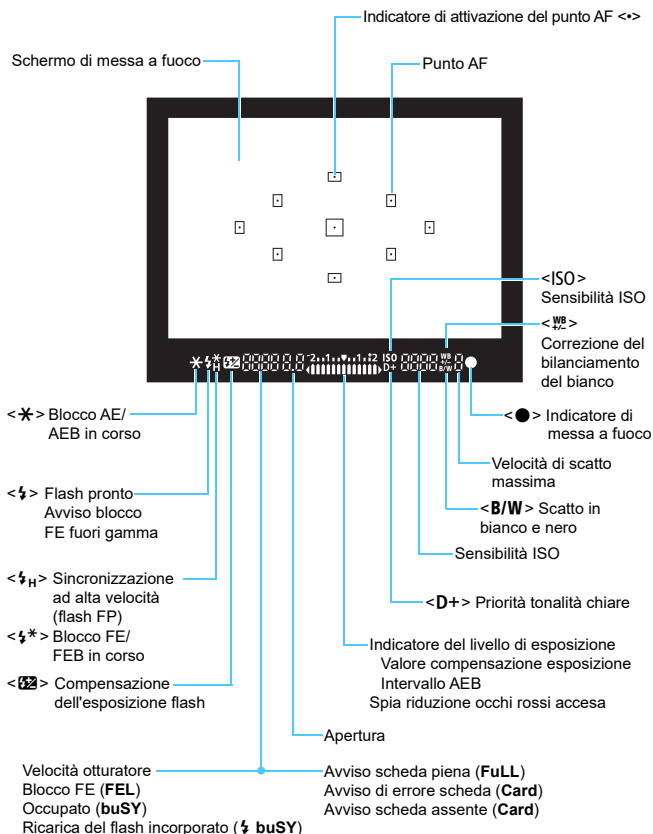 Indicatore di attivazione del punto AF <•>
Schermo di messa a fuoco
Punto AF
<ISO>
Sensibilità ISO
<WB +/->
Correzione del
bilanciamento
del bianco
<✱> Blocco AE/
AEB in corso
<●> Indicatore di
messa a fuoco
Velocità di scatto
massima
<⚡> Flash pronto
Avviso blocco
FE fuori gamma
<B/W> Scatto in
bianco e nero
Sensibilità ISO
<⚡H> Sincronizzazione
ad alta velocità
(flash FP)
<D+> Priorità tonalità chiare
<⚡*> Blocco FE/
FEB in corso
Indicatore del livello di esposizione
Valore compensazione esposizione
Intervallo AEB
Spia riduzione occhi rossi accesa
<⚡±> Compensazione
dell'esposizione flash
Apertura
Velocità otturatore
Blocco FE (FEL)
Occupato (buSY)
Ricarica del flash incorporato (⚡ buSY)
Avviso scheda piena (FuLL)
Avviso di errore scheda (Card)
Avviso scheda assente (Card)